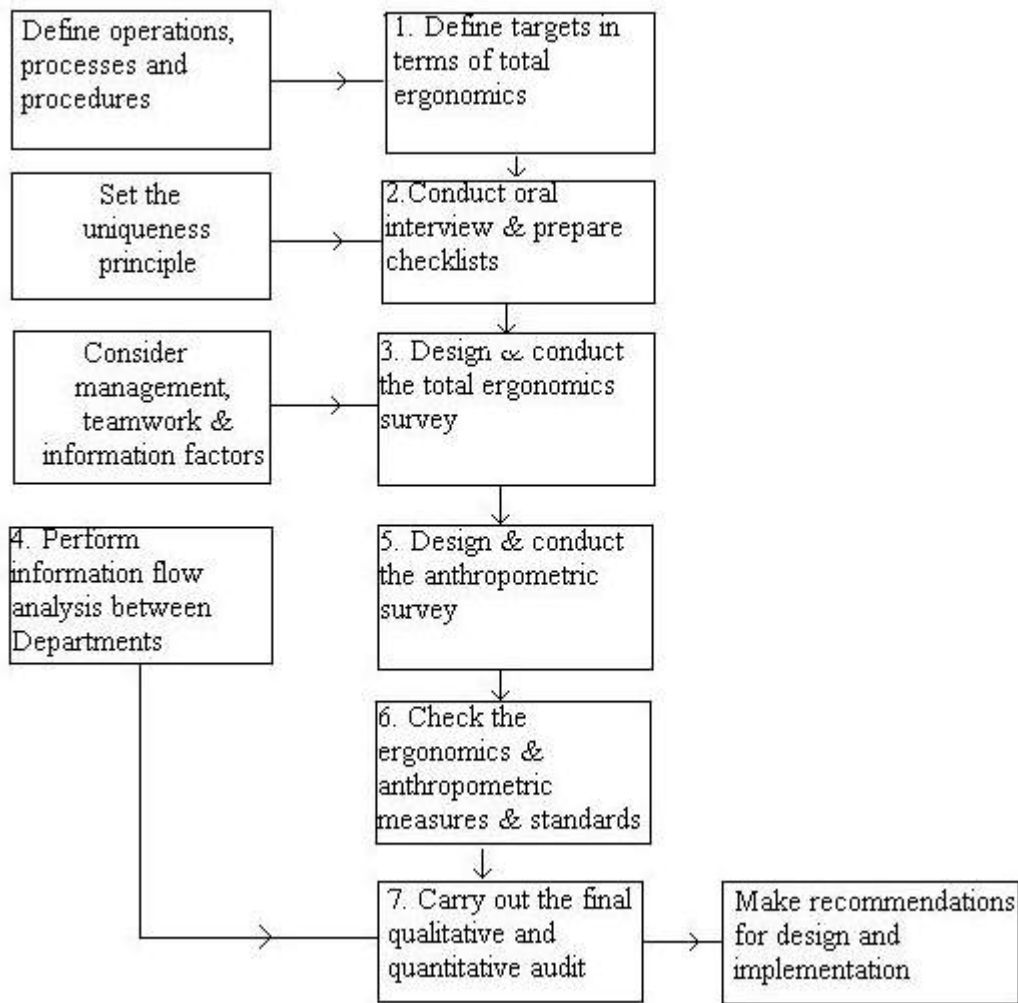 Define operations,
processes and
procedures
1. Define targets in
terms of total
ergonomics
Set the
uniqueness
principle
2.Conduct oral
interview & prepare
checklists
Consider
management,
teamwork &
information factors
3. Design & conduct
the total ergonomics
survey
4. Perform
information flow
analysis between
Departments
5. Design & conduct
the anthropometric
survey
6. Check the
ergonomics &
anthropometric
measures & standards
7. Carry out the final
qualitative and
quantitative audit
Make recommendations
for design and
implementation